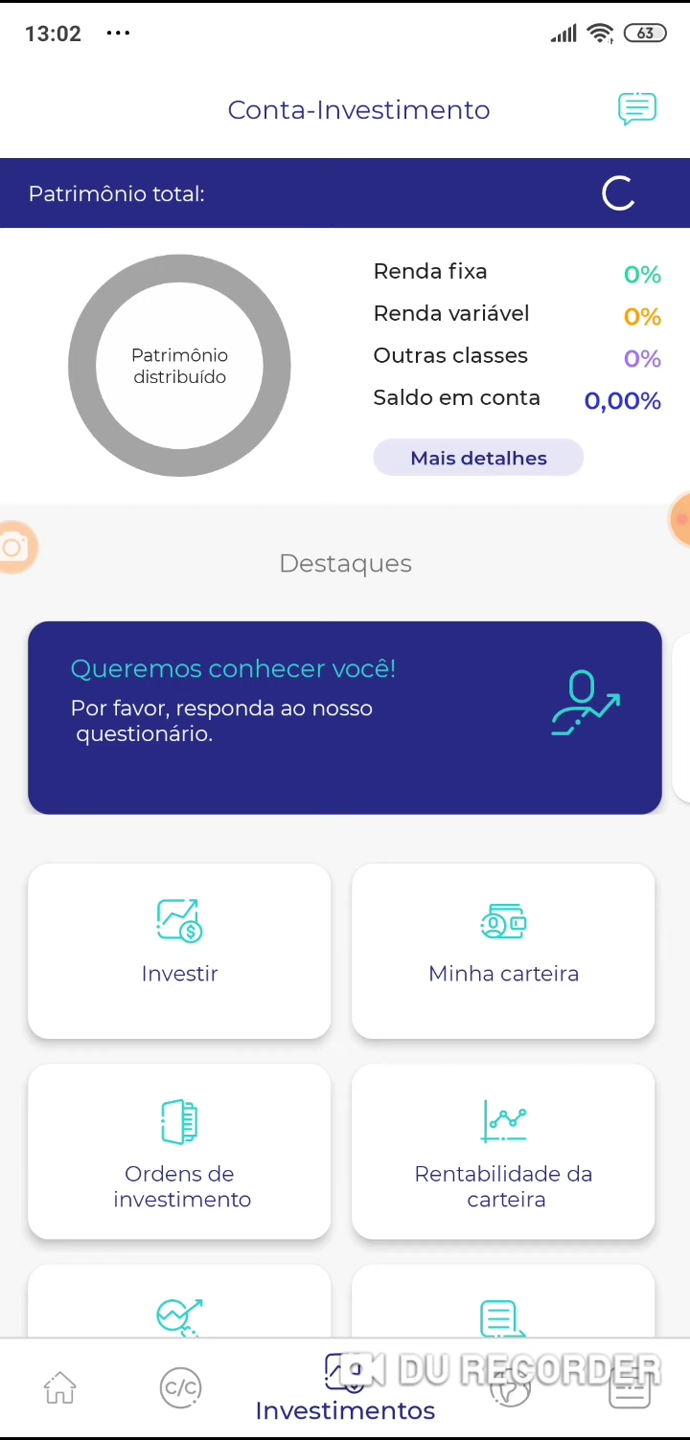 13:02 ...
63
Conta-Investimento
Patrimônio total:
Patrimônio
distribuído
Renda fixa 0%
Renda variável 0%
Outras classes 0%
Saldo em conta 0,00%
Mais detalhes
Destaques
Queremos conhecer você!
Por favor, responda ao nosso
questionário.
$
Investir
Minha carteira
Ordens de
investimento
Rentabilidade da
carteira
C/C
DU RECORDER
Investimentos